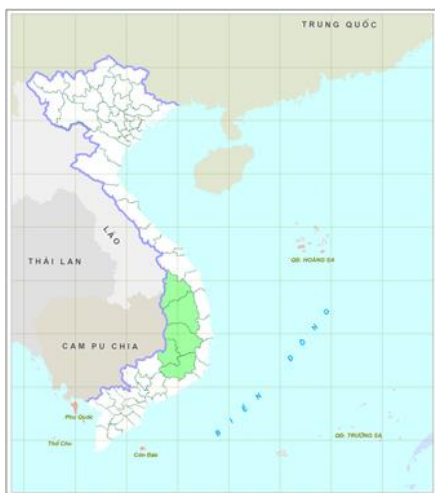 TRUNG QUỐC
LÀO
QĐ. HOÀNG SA
THÁI LAN
CAM PU CHIA
BIỂN ĐÔNG
Phú Quốc
Thổ Chu
Côn Đảo
QĐ. TRƯỜNG SA